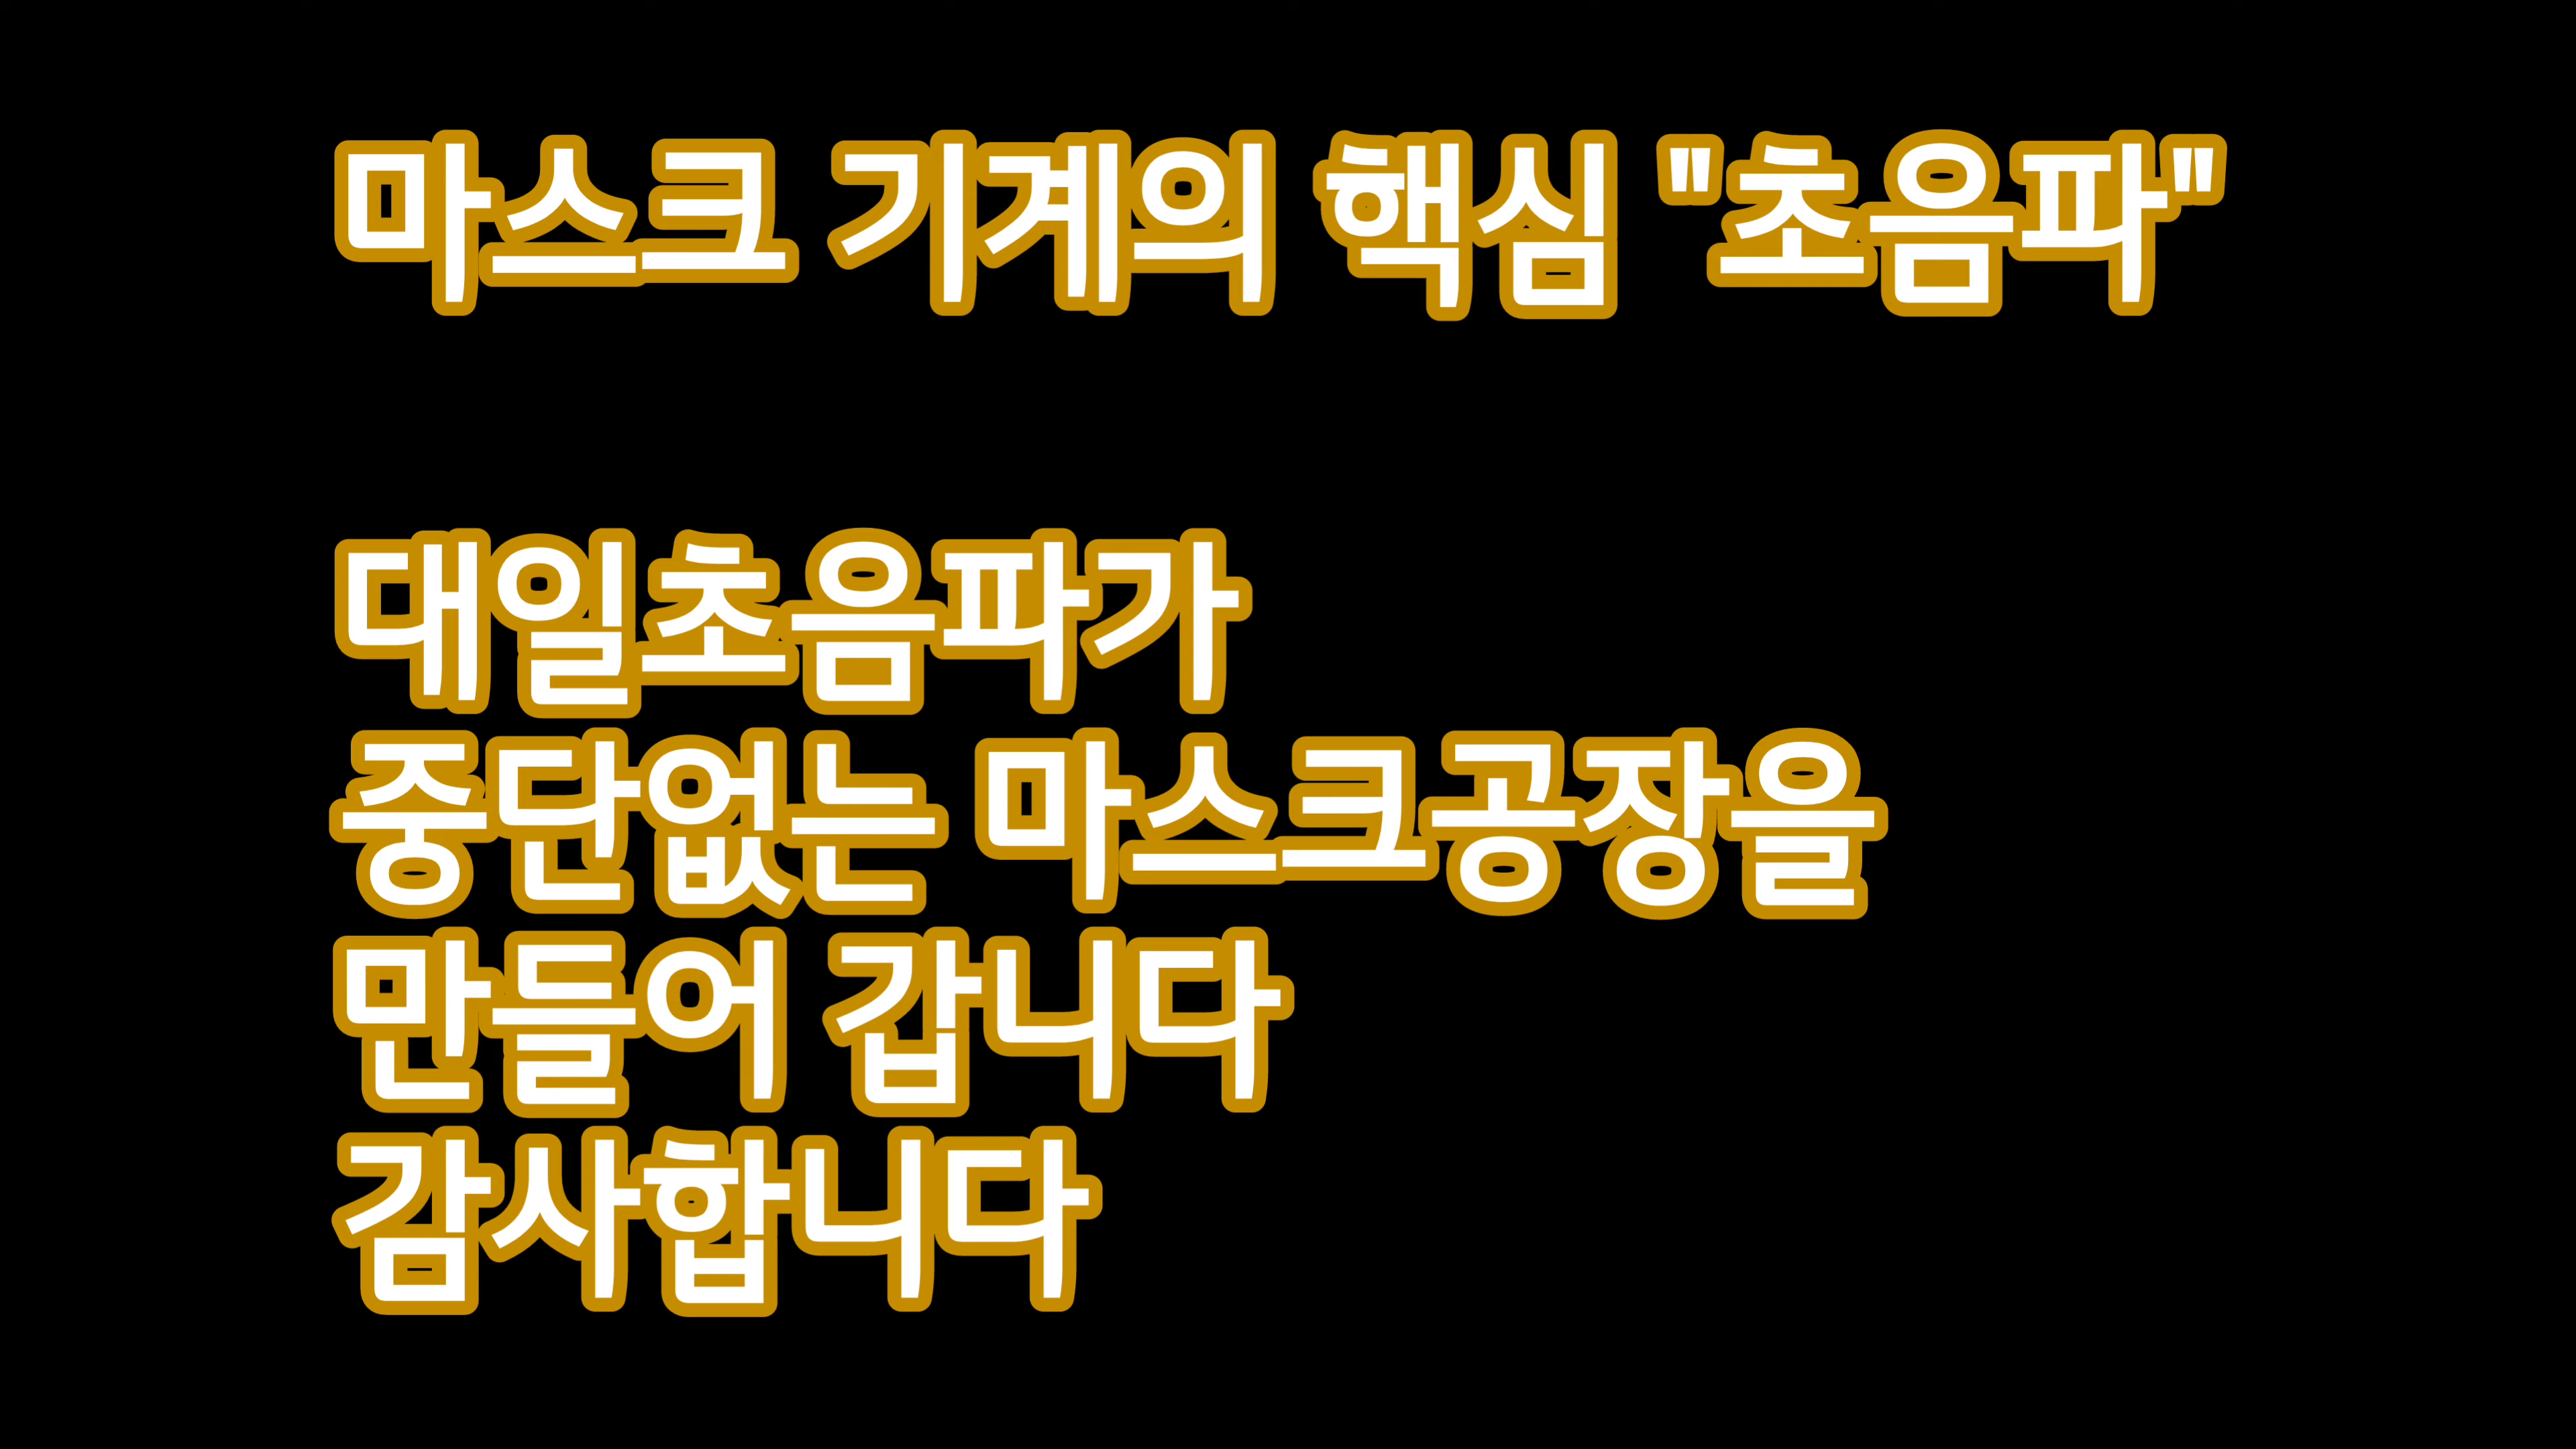 마스크 기계의 핵심 "초음파"
대일초음파가
중단없는 마스크공장을
만들어 갑니다
감사합니다